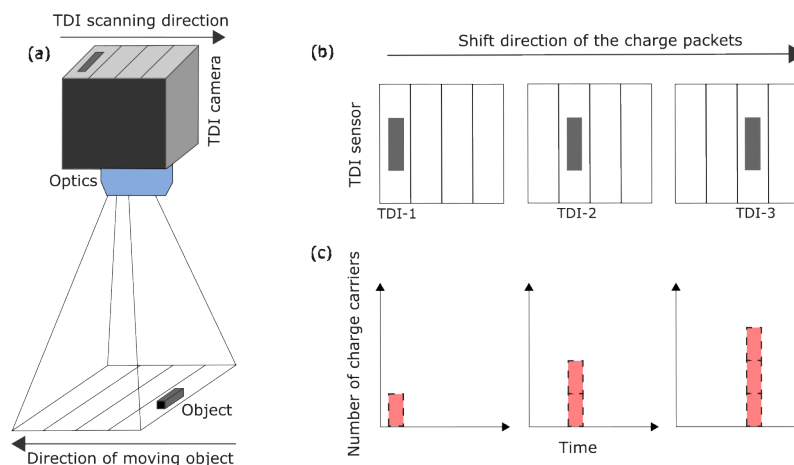 TDI scanning direction
(a)
TDI camera
Optics
Object
Direction of moving object
(b)
Shift direction of the charge packets
TDI sensor
TDI-1
TDI-2
TDI-3
(c)
Number of charge carriers
Time